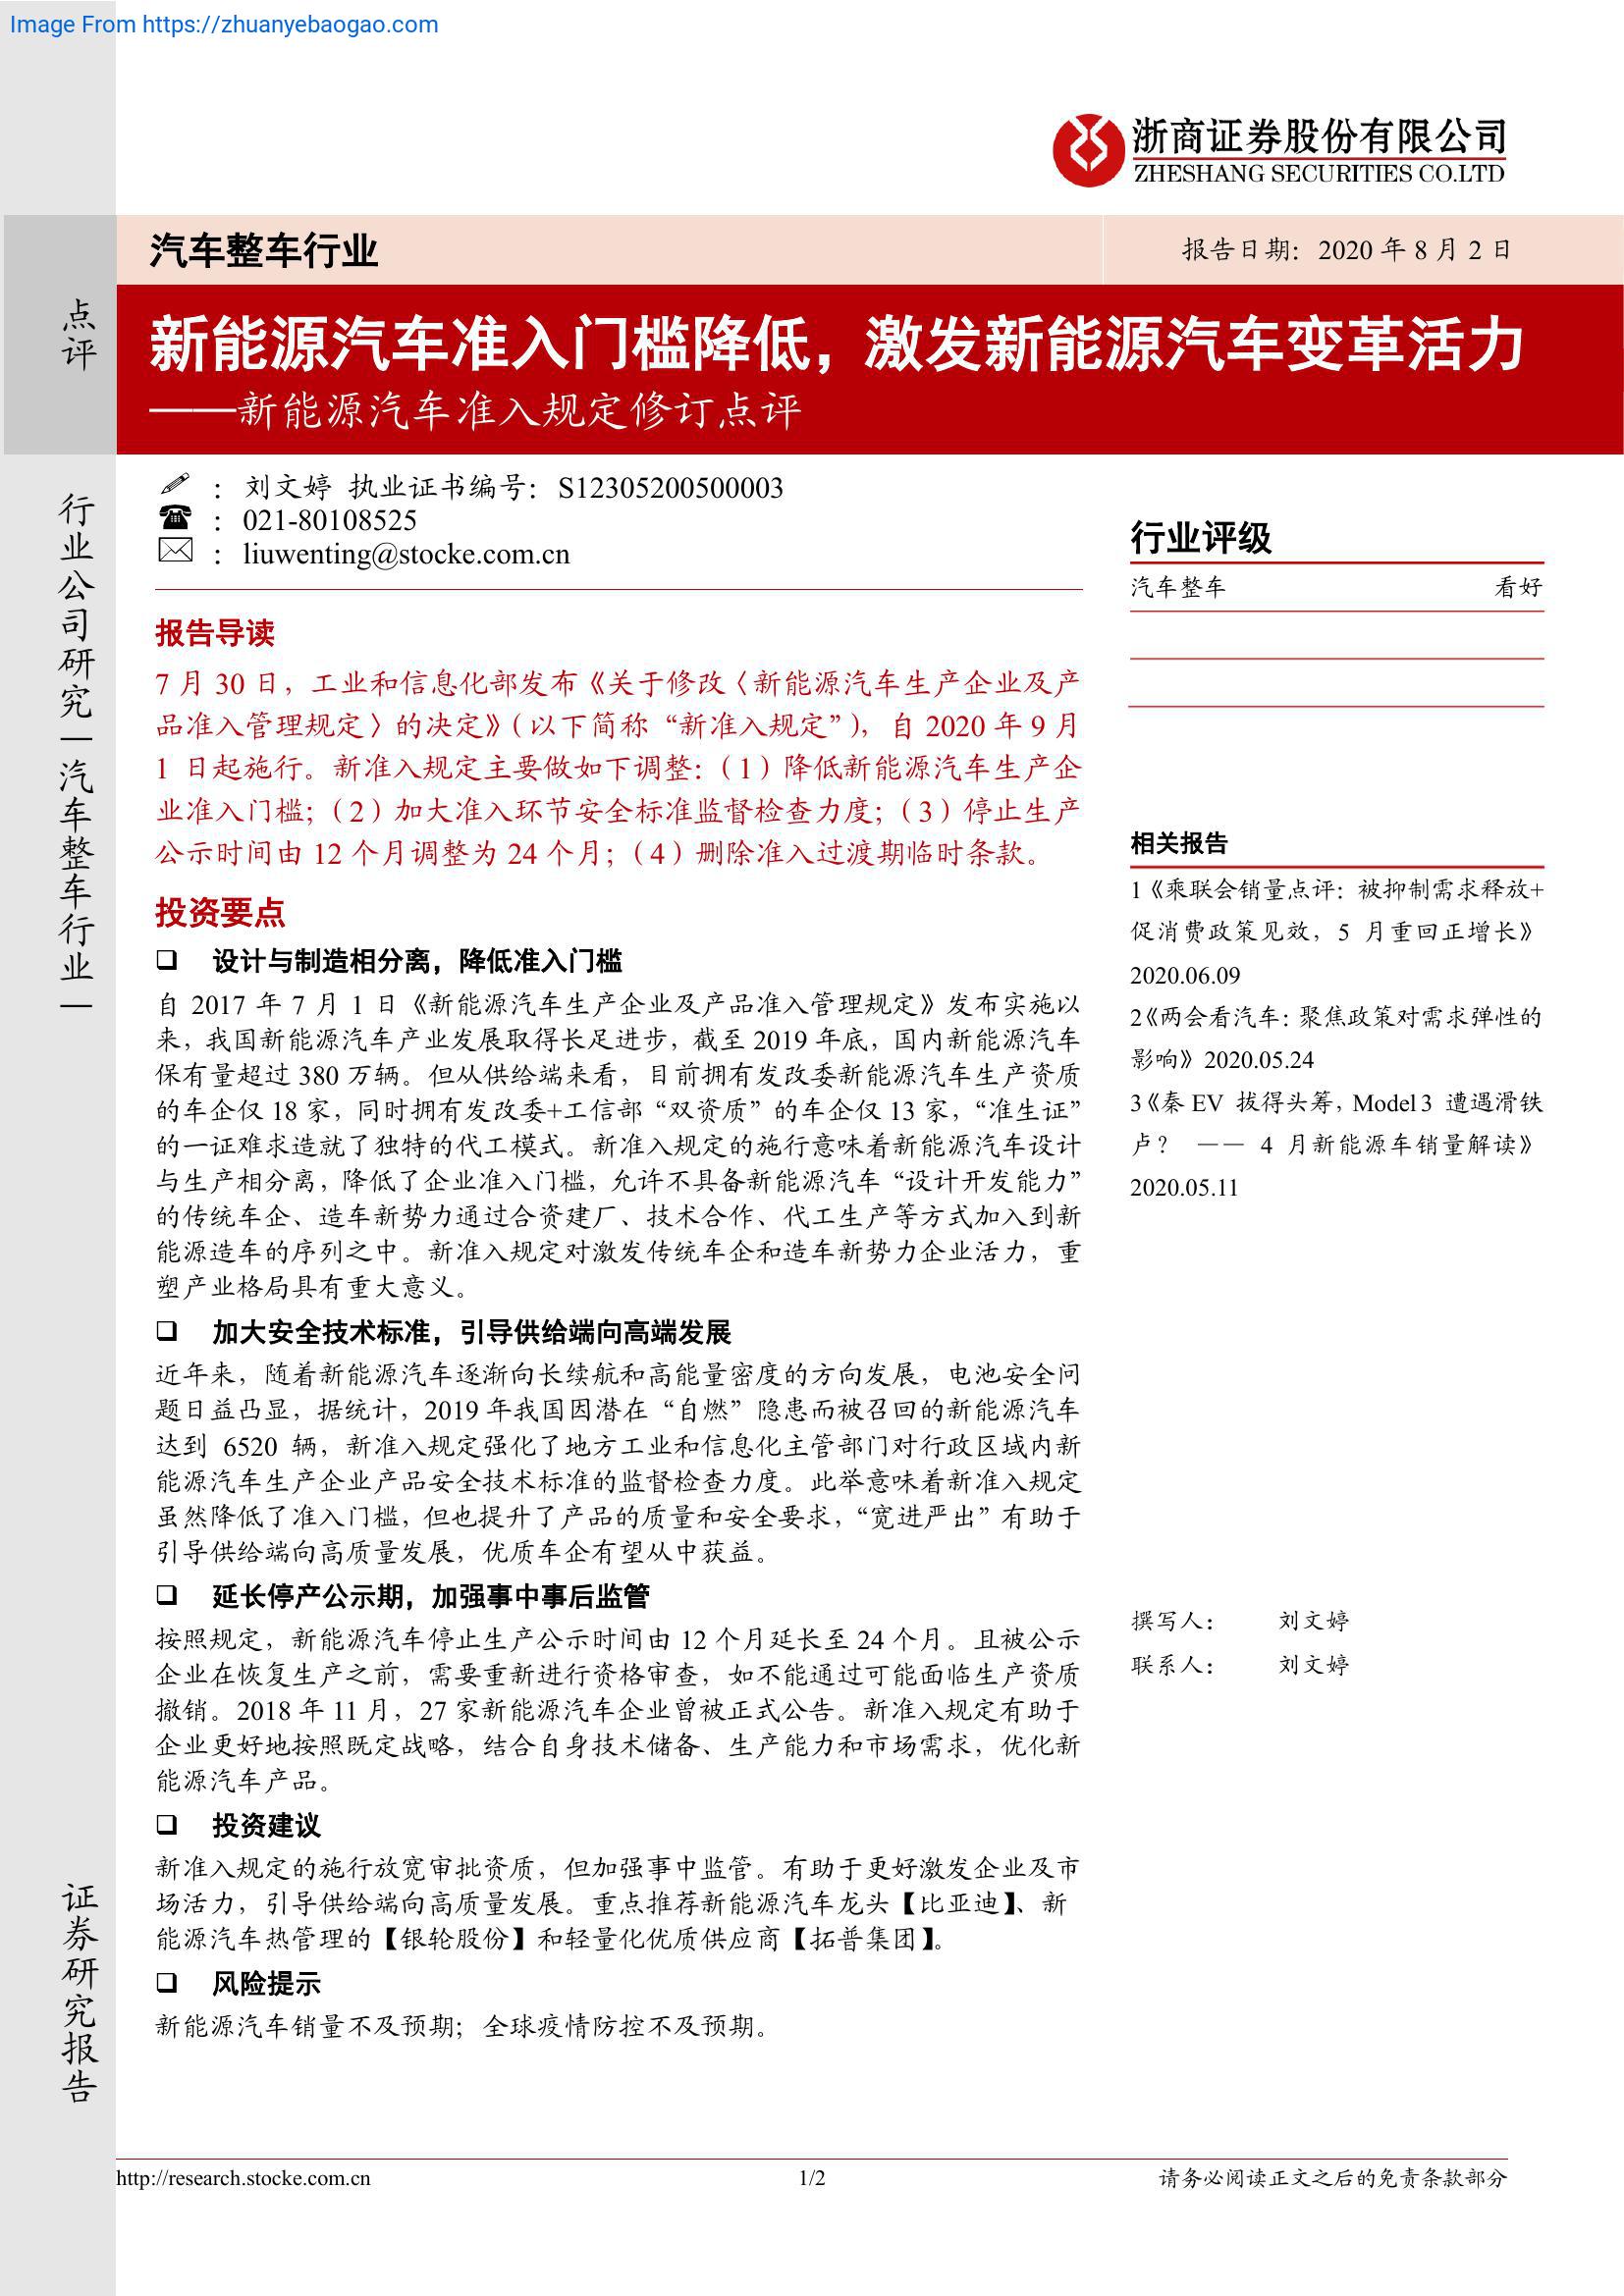 Image From https://zhuanyebaogao.com
浙商证券股份有限公司
ZHESHANG SECURITIES CO.LTD
汽车整车行业
报告日期：2020 年 8 月 2 日
点评
新能源汽车准入门槛降低，激发新能源汽车变革活力
——新能源汽车准入规定修订点评
行业公司研究|汽车整车行业|
证券研究报告
： 刘文婷 执业证书编号：S12305200500003
： 021-80108525
： liuwenting@stocke.com.cn
报告导读
7 月 30 日，工业和信息化部发布《关于修改〈新能源汽车生产企业及产
品准入管理规定〉的决定》（以下简称“新准入规定”），自 2020 年 9 月
1 日起施行。新准入规定主要做如下调整：（1）降低新能源汽车生产企
业准入门槛；（2）加大准入环节安全标准监督检查力度；（3）停止生产
公示时间由 12 个月调整为 24 个月；（4）删除准入过渡期临时条款。
投资要点
❑ 设计与制造相分离，降低准入门槛
自 2017 年 7 月 1 日《新能源汽车生产企业及产品准入管理规定》发布实施以
来，我国新能源汽车产业发展取得长足进步，截至 2019 年底，国内新能源汽车
保有量超过 380 万辆。但从供给端来看，目前拥有发改委新能源汽车生产资质
的车企仅 18 家，同时拥有发改委+工信部“双资质”的车企仅 13 家，“准生证”
的一证难求造就了独特的代工模式。新准入规定的施行意味着新能源汽车设计
与生产相分离，降低了企业准入门槛，允许不具备新能源汽车“设计开发能力”
的传统车企、造车新势力通过合资建厂、技术合作、代工生产等方式加入到新
能源造车的序列之中。新准入规定对激发传统车企和造车新势力企业活力，重
塑产业格局具有重大意义。
❑ 加大安全技术标准，引导供给端向高端发展
近年来，随着新能源汽车逐渐向长续航和高能量密度的方向发展，电池安全问
题日益凸显，据统计，2019 年我国因潜在“自燃”隐患而被召回的新能源汽车
达到 6520 辆，新准入规定强化了地方工业和信息化主管部门对行政区域内新
能源汽车生产企业产品安全技术标准的监督检查力度。此举意味着新准入规定
虽然降低了准入门槛，但也提升了产品的质量和安全要求，“宽进严出”有助于
引导供给端向高质量发展，优质车企有望从中获益。
❑ 延长停产公示期，加强事中事后监管
按照规定，新能源汽车停止生产公示时间由 12 个月延长至 24 个月。且被公示
企业在恢复生产之前，需要重新进行资格审查，如不能通过可能面临生产资质
撤销。2018 年 11 月，27 家新能源汽车企业曾被正式公告。新准入规定有助于
企业更好地按照既定战略，结合自身技术储备、生产能力和市场需求，优化新
能源汽车产品。
❑ 投资建议
新准入规定的施行放宽审批资质，但加强事中监管。有助于更好激发企业及市
场活力，引导供给端向高质量发展。重点推荐新能源汽车龙头【比亚迪】、新
能源汽车热管理的【银轮股份】和轻量化优质供应商【拓普集团】。
❑ 风险提示
新能源汽车销量不及预期；全球疫情防控不及预期。
行业评级
汽车整车 看好
相关报告
1《乘联会销量点评：被抑制需求释放+
促消费政策见效，5 月重回正增长》
2020.06.09
2《两会看汽车：聚焦政策对需求弹性的
影响》2020.05.24
3《秦 EV 拔得头筹，Model 3 遭遇滑铁
卢？ —— 4 月新能源车销量解读》
2020.05.11
撰写人： 刘文婷
联系人： 刘文婷
http://research.stocke.com.cn
1/2
请务必阅读正文之后的免责条款部分